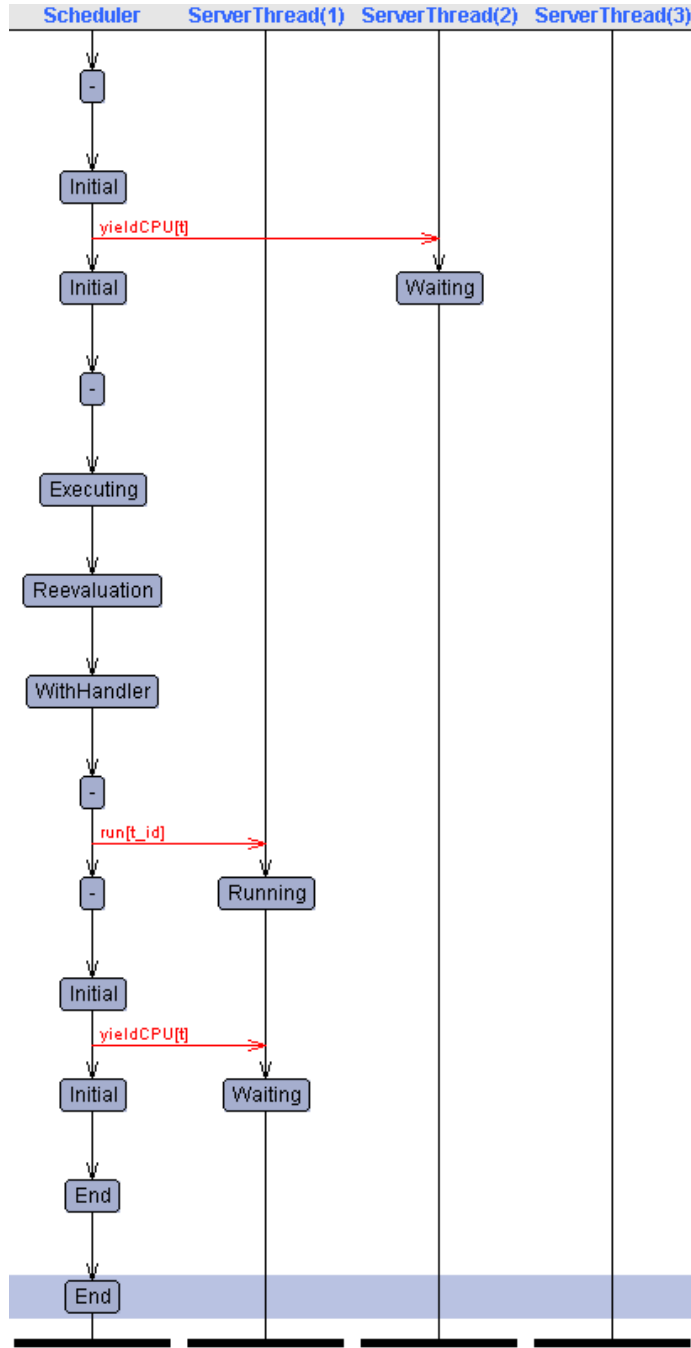 Scheduler ServerThread(1) ServerThread(2) ServerThread(3)
-
Initial
yieldCPU[t]
Initial Waiting
-
Executing
Reevaluation
WithHandler
-
run[t_id]
- Running
Initial
yieldCPU[t]
Initial Waiting
End
End